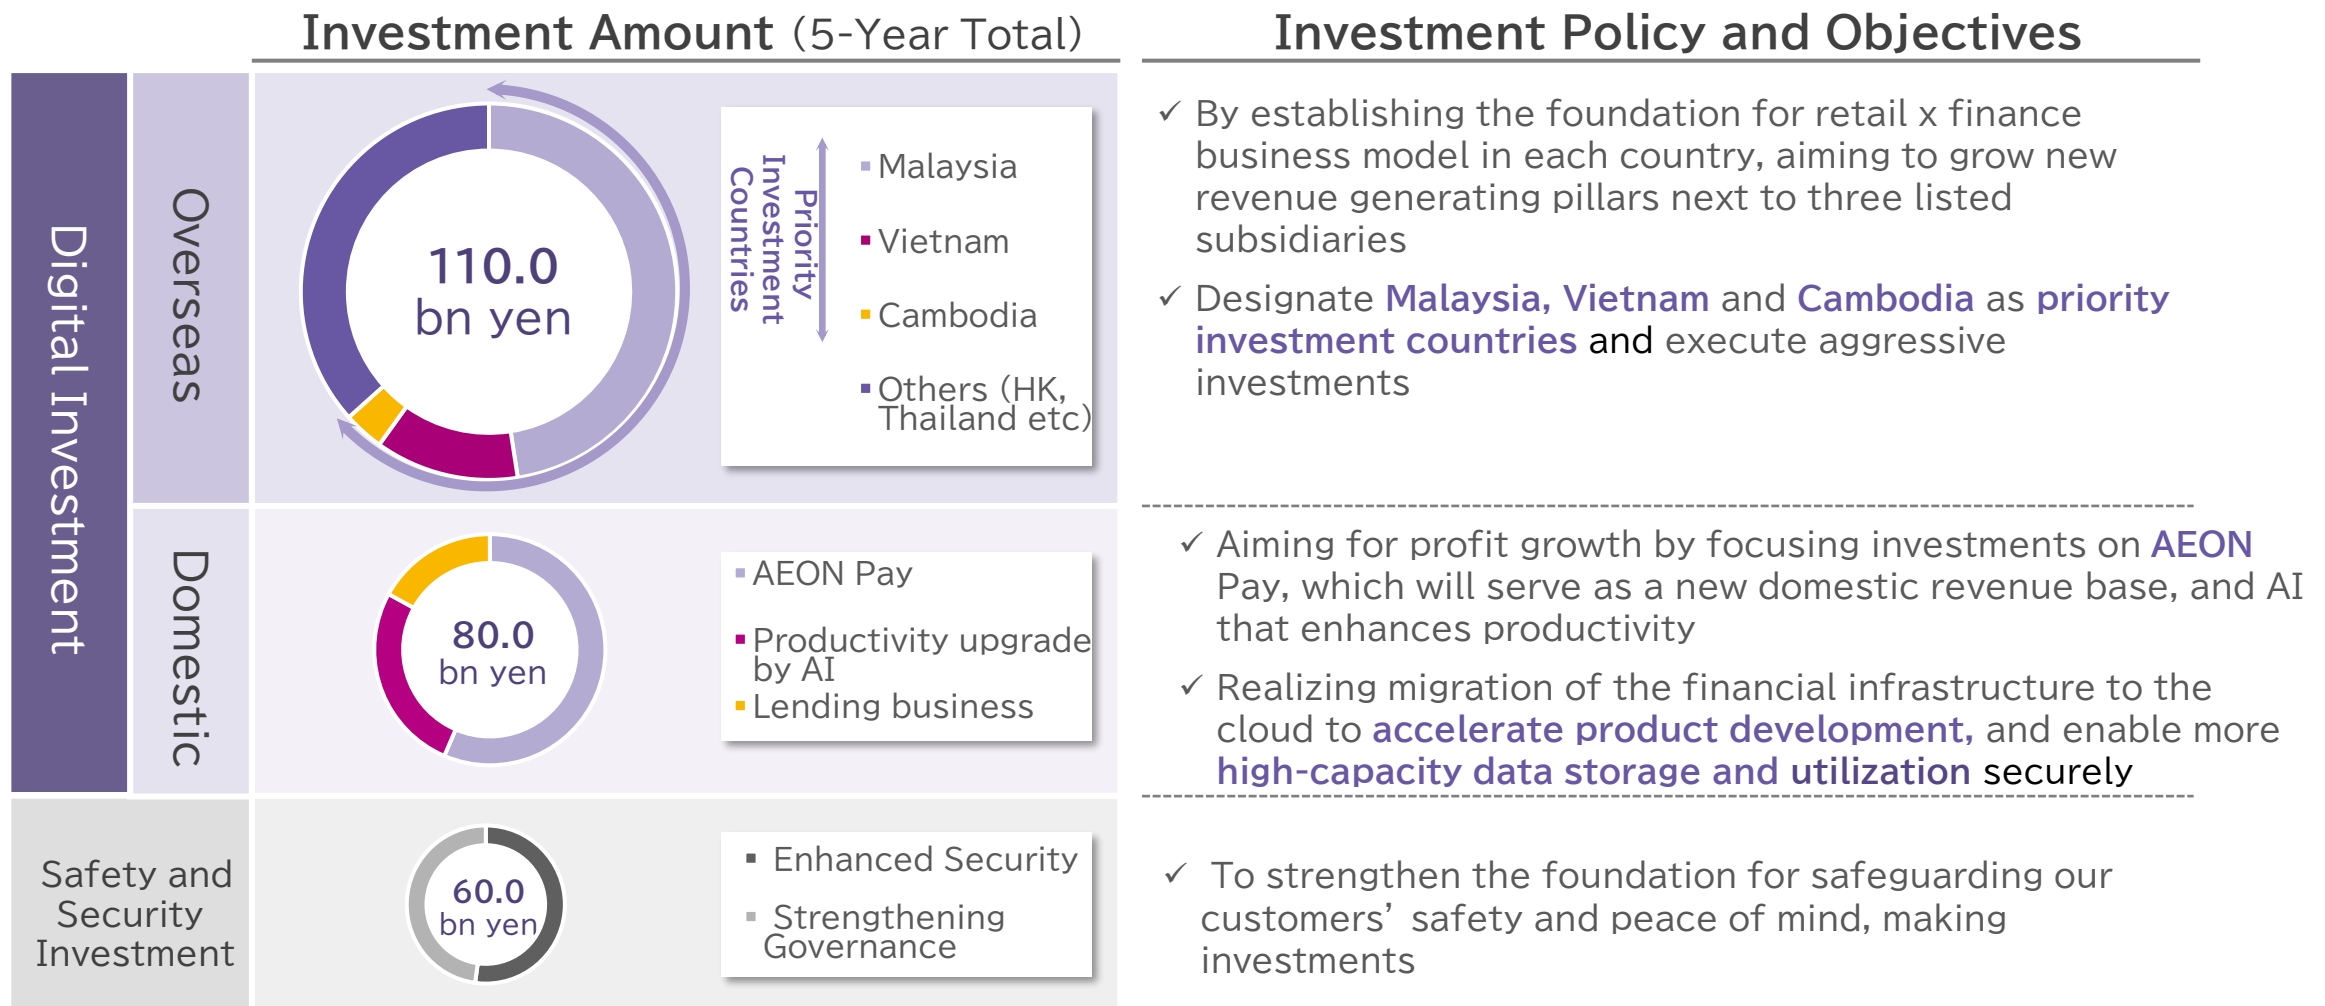 Investment Amount (5-Year Total)
Investment Policy and Objectives
Digital Investment
Overseas
110.0
bn yen
Priority
Investment
Countries
Malaysia
Vietnam
Cambodia
Others (HK,
Thailand etc)
✓ By establishing the foundation for retail x finance
business model in each country, aiming to grow new
revenue generating pillars next to three listed
subsidiaries
✓ Designate Malaysia, Vietnam and Cambodia as priority
investment countries and execute aggressive
investments
Domestic
80.0
bn yen
AEON Pay
Productivity upgrade
by AI
Lending business
✓ Aiming for profit growth by focusing investments on AEON
Pay, which will serve as a new domestic revenue base, and AI
that enhances productivity
✓ Realizing migration of the financial infrastructure to the
cloud to accelerate product development, and enable more
high-capacity data storage and utilization securely
Safety and
Security
Investment
60.0
bn yen
Enhanced Security
Strengthening
Governance
✓ To strengthen the foundation for safeguarding our
customers’ safety and peace of mind, making
investments